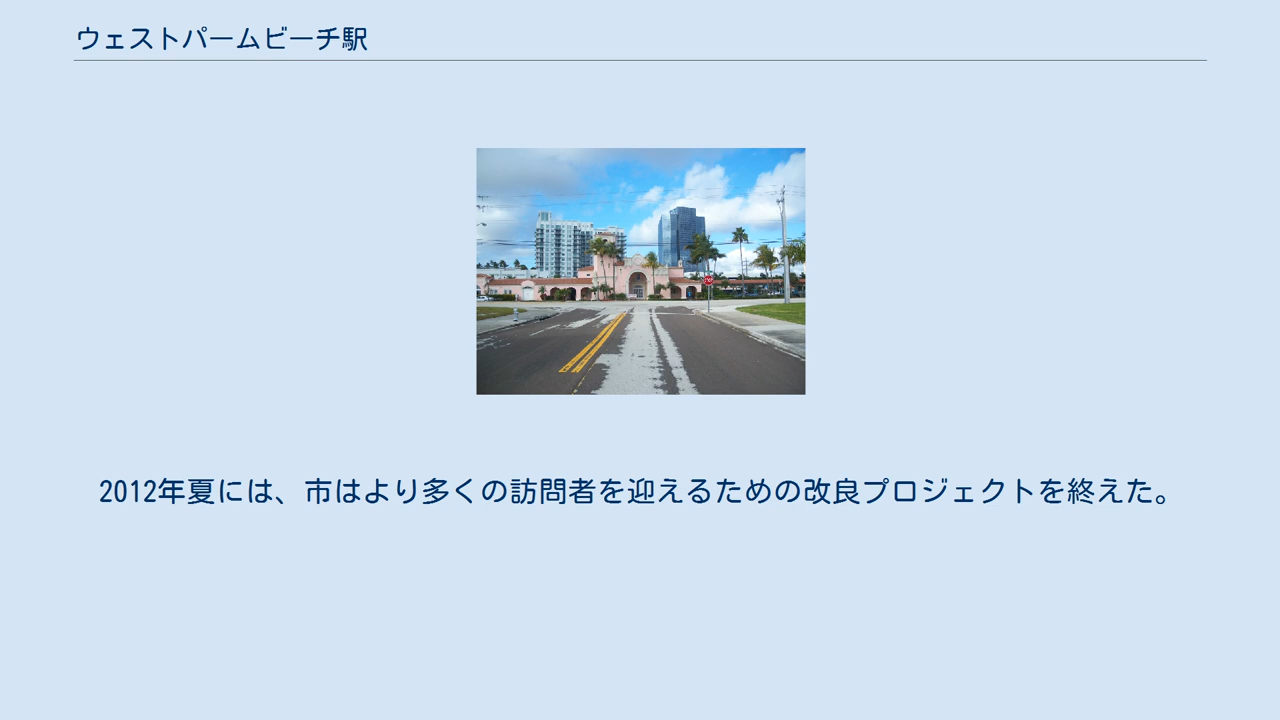 ウェストパームビーチ駅
STOP
2012年夏には、市はより多くの訪問者を迎えるための改良プロジェクトを終えた。